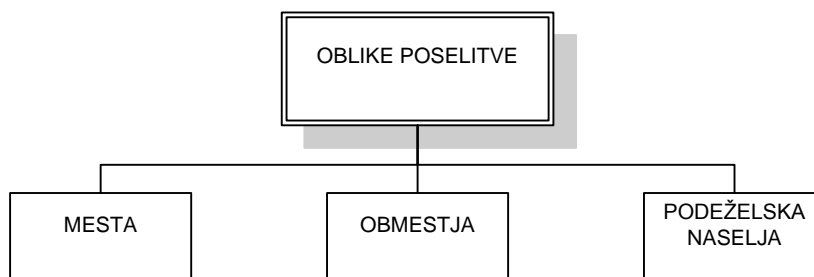 OBLIKE POSELITVE
MESTA
OBMESTJA
PODEŽELSKA
NASELJA